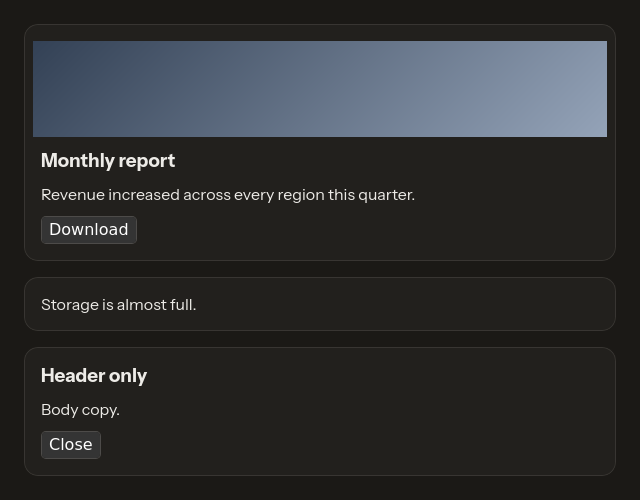 Monthly report
Revenue increased across every region this quarter.
Download
Storage is almost full.
Header only
Body copy.
Close